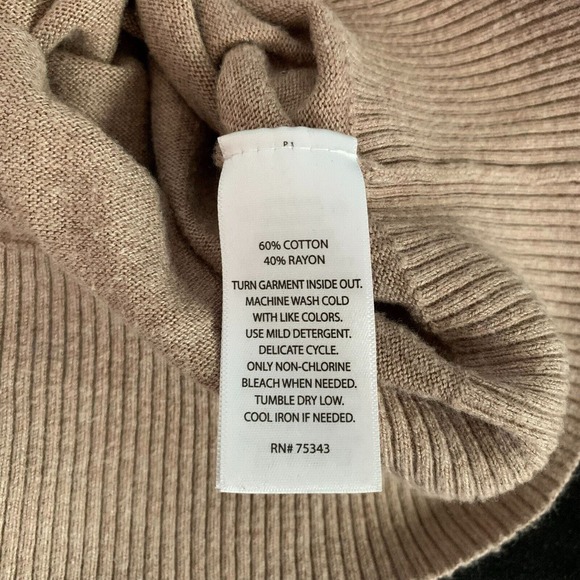 P1
60% COTTON
40% RAYON
TURN GARMENT INSIDE OUT.
MACHINE WASH COLD
WITH LIKE COLORS.
USE MILD DETERGENT.
DELICATE CYCLE.
ONLY NON-CHLORINE
BLEACH WHEN NEEDED.
TUMBLE DRY LOW.
COOL IRON IF NEEDED.
RN# 75343